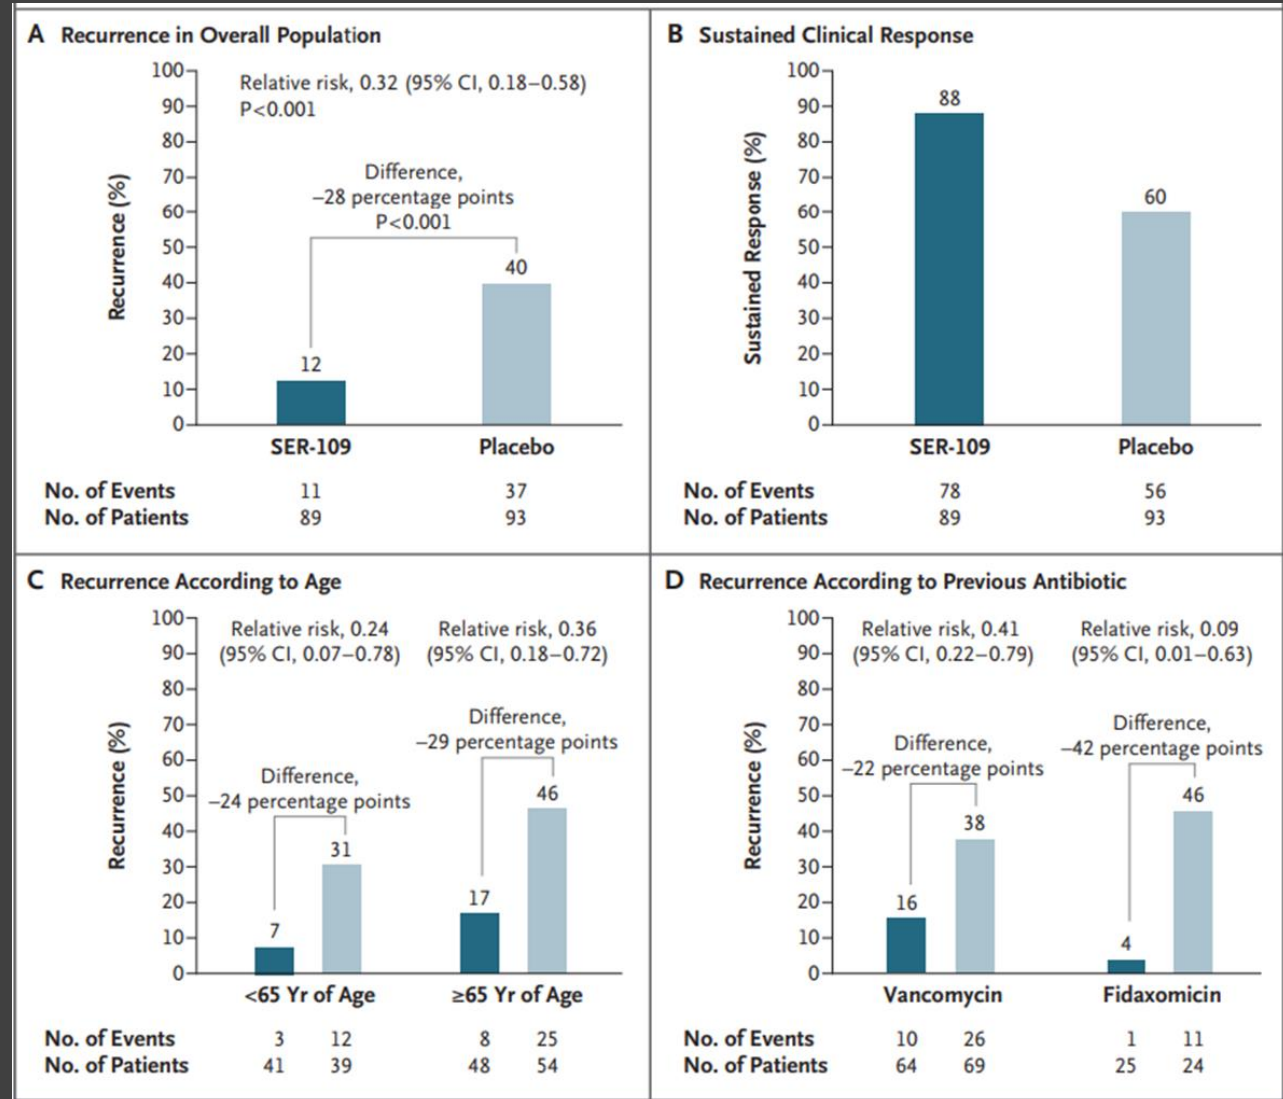 A Recurrence in Overall Population
Relative risk, 0.32 (95% CI, 0.18–0.58)
P<0.001
Difference,
–28 percentage points
P<0.001
Recurrence (%)
100
90
80
70
60
50
40
30
20
10
0
12
40
SER-109 Placebo
No. of Events 11 37
No. of Patients 89 93
B Sustained Clinical Response
Sustained Response (%)
100
90
80
70
60
50
40
30
20
10
0
88
60
SER-109 Placebo
No. of Events 78 56
No. of Patients 89 93
C Recurrence According to Age
Relative risk, 0.24
(95% CI, 0.07–0.78)
Relative risk, 0.36
(95% CI, 0.18–0.72)
Difference,
–24 percentage points
Difference,
–29 percentage points
Recurrence (%)
100
90
80
70
60
50
40
30
20
10
0
7
31
17
46
<65 Yr of Age ≥65 Yr of Age
No. of Events 3 12 8 25
No. of Patients 41 39 48 54
D Recurrence According to Previous Antibiotic
Relative risk, 0.41
(95% CI, 0.22–0.79)
Relative risk, 0.09
(95% CI, 0.01–0.63)
Difference,
–22 percentage points
Difference,
–42 percentage points
Recurrence (%)
100
90
80
70
60
50
40
30
20
10
0
16
38
4
46
Vancomycin Fidaxomicin
No. of Events 10 26 1 11
No. of Patients 64 69 25 24